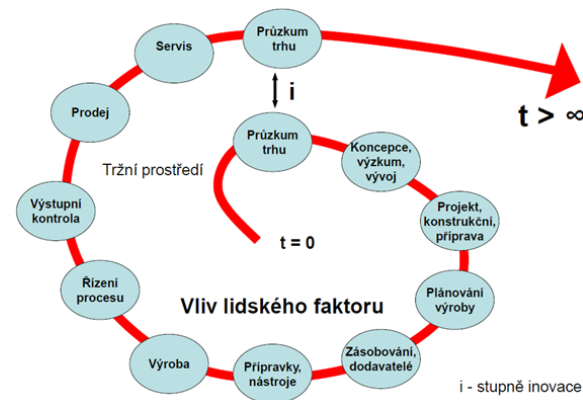 Průzkum
trhu
Servis
Prodej
Výstupní
kontrola
Řízení
procesu
Výroba
Přípravky,
nástroje
Zásobování,
dodavatelé
Plánování
výroby
Projekt,
konstrukční,
příprava
Koncepce,
výzkum,
vývoj
Průzkum
trhu
i
t > ∞
Tržní prostředí
t = 0
Vliv lidského faktoru
i - stupně inovace